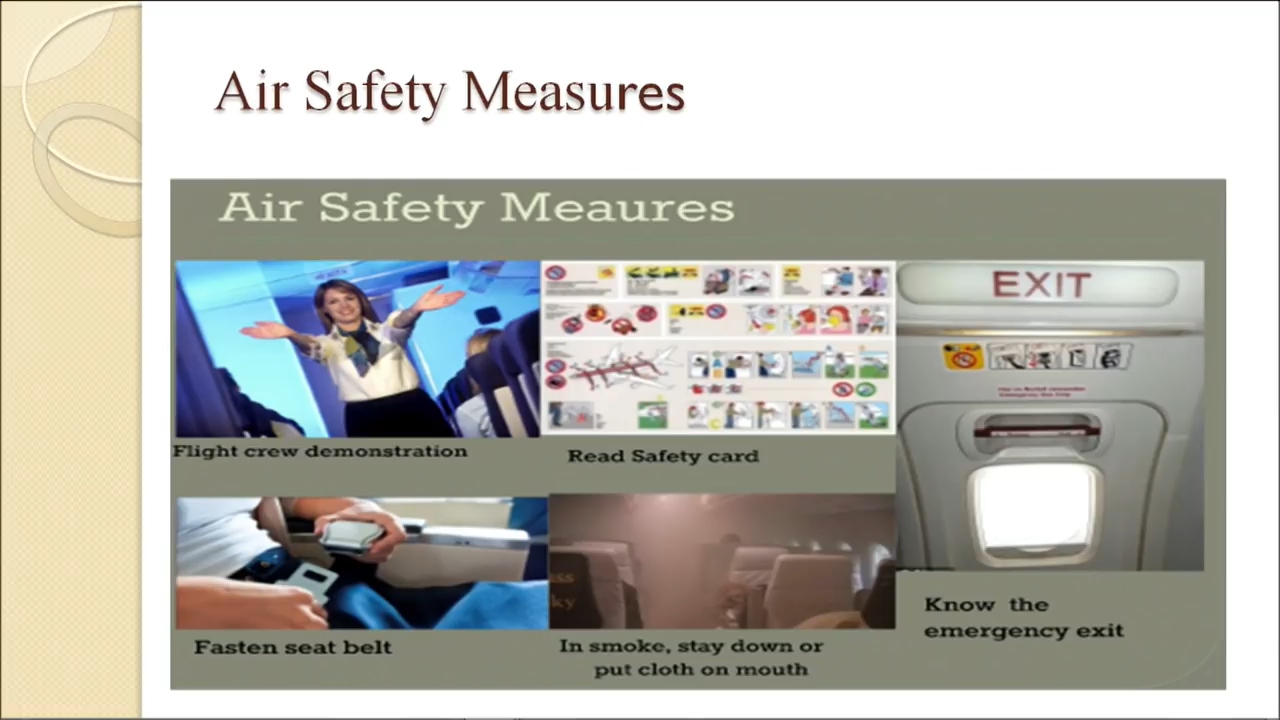 Air Safety Measures
Air Safety Meaures
EXIT
Flight crew demonstration
Read Safety card
Know the
emergency exit
Fasten seat belt
In smoke, stay down or
put cloth on mouth